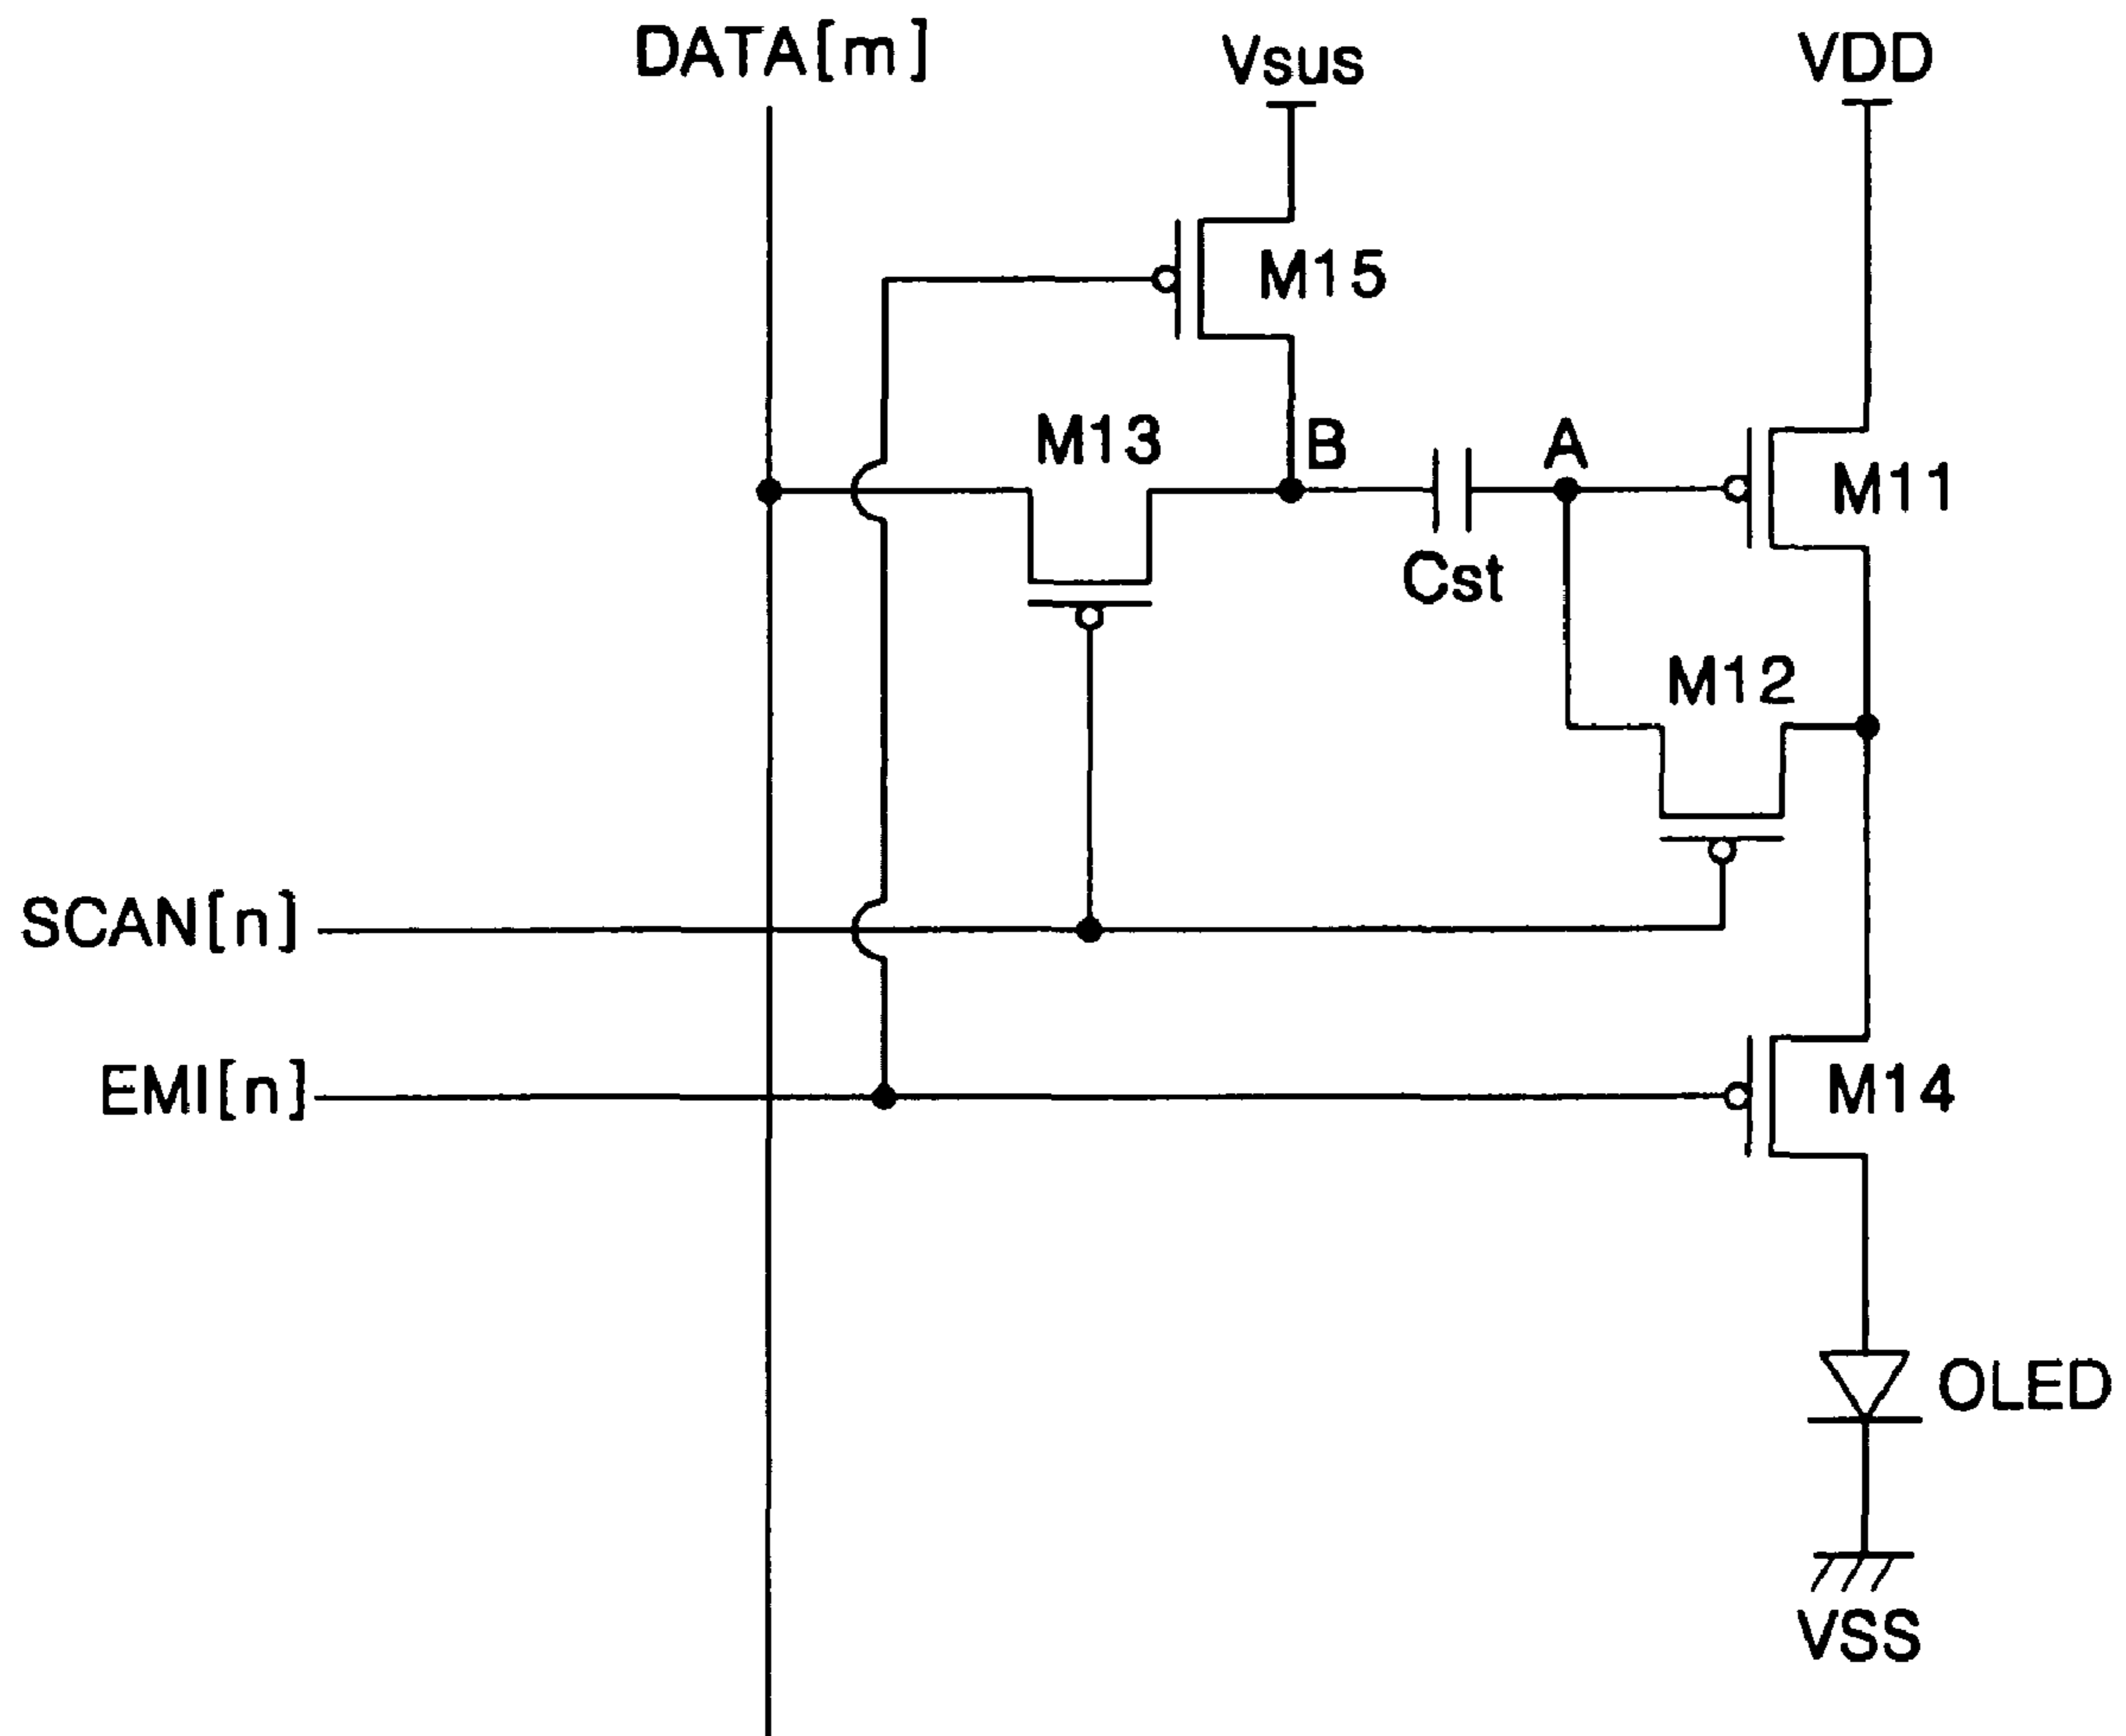 DATA[m]
Vsus
VDD
M15
M13
B
A
M11
Cst
M12
SCAN[n]
EMI[n]
M14
OLED
VSS